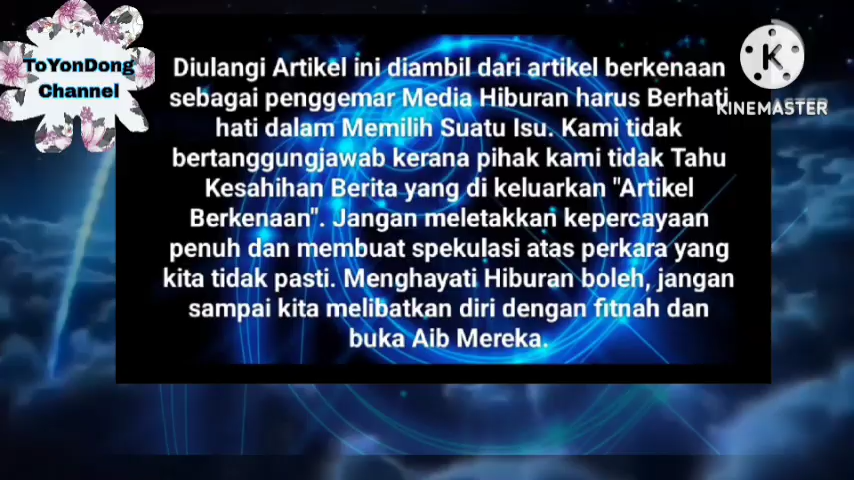 ToYonDong
Channel
KINEMASTER
Diulangi Artikel ini diambil dari artikel berkenaan
sebagai penggemar Media Hiburan harus Berhati
hati dalam Memilih Suatu Isu. Kami tidak
bertanggungjawab kerana pihak kami tidak Tahu
Kesahihan Berita yang di keluarkan "Artikel
Berkenaan". Jangan meletakkan kepercayaan
penuh dan membuat spekulasi atas perkara yang
kita tidak pasti. Menghayati Hiburan boleh, jangan
sampai kita melibatkan diri dengan fitnah dan
buka Aib Mereka.